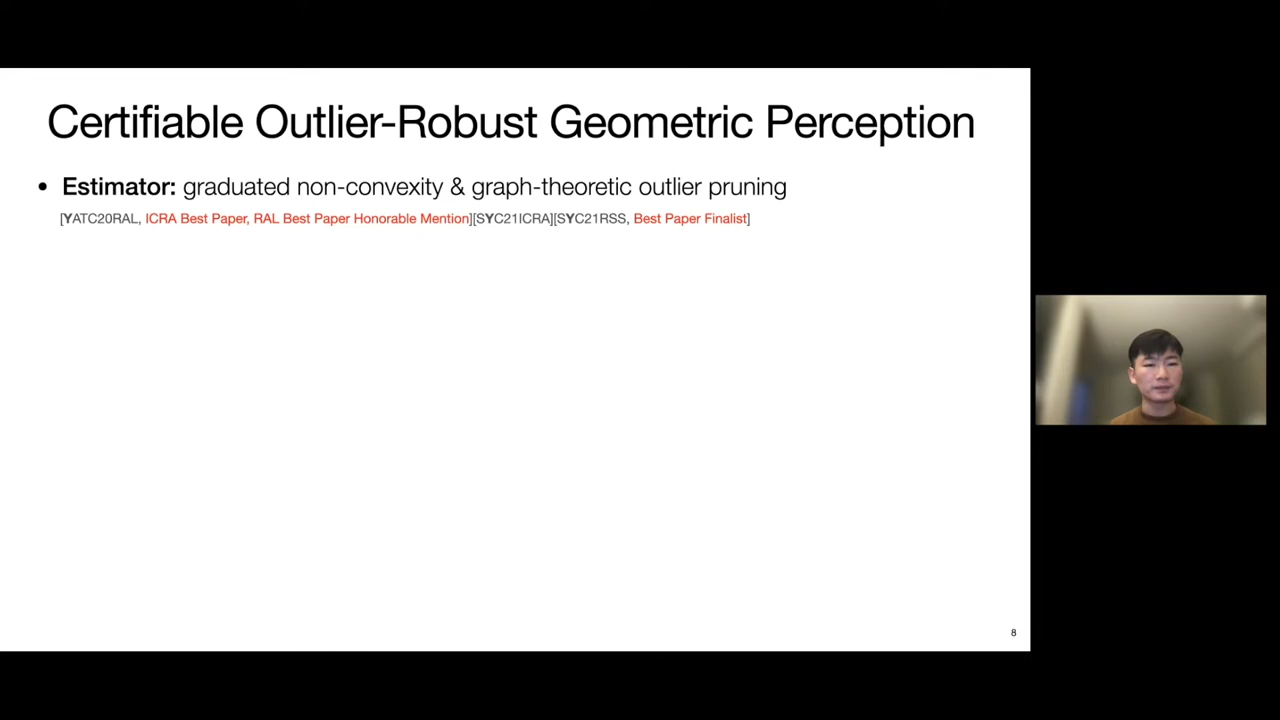 Certifiable Outlier-Robust Geometric Perception
• Estimator: graduated non-convexity & graph-theoretic outlier pruning
[YATC20RAL, ICRA Best Paper, RAL Best Paper Honorable Mention][SYC21ICRA][SYC21RSS, Best Paper Finalist]
8